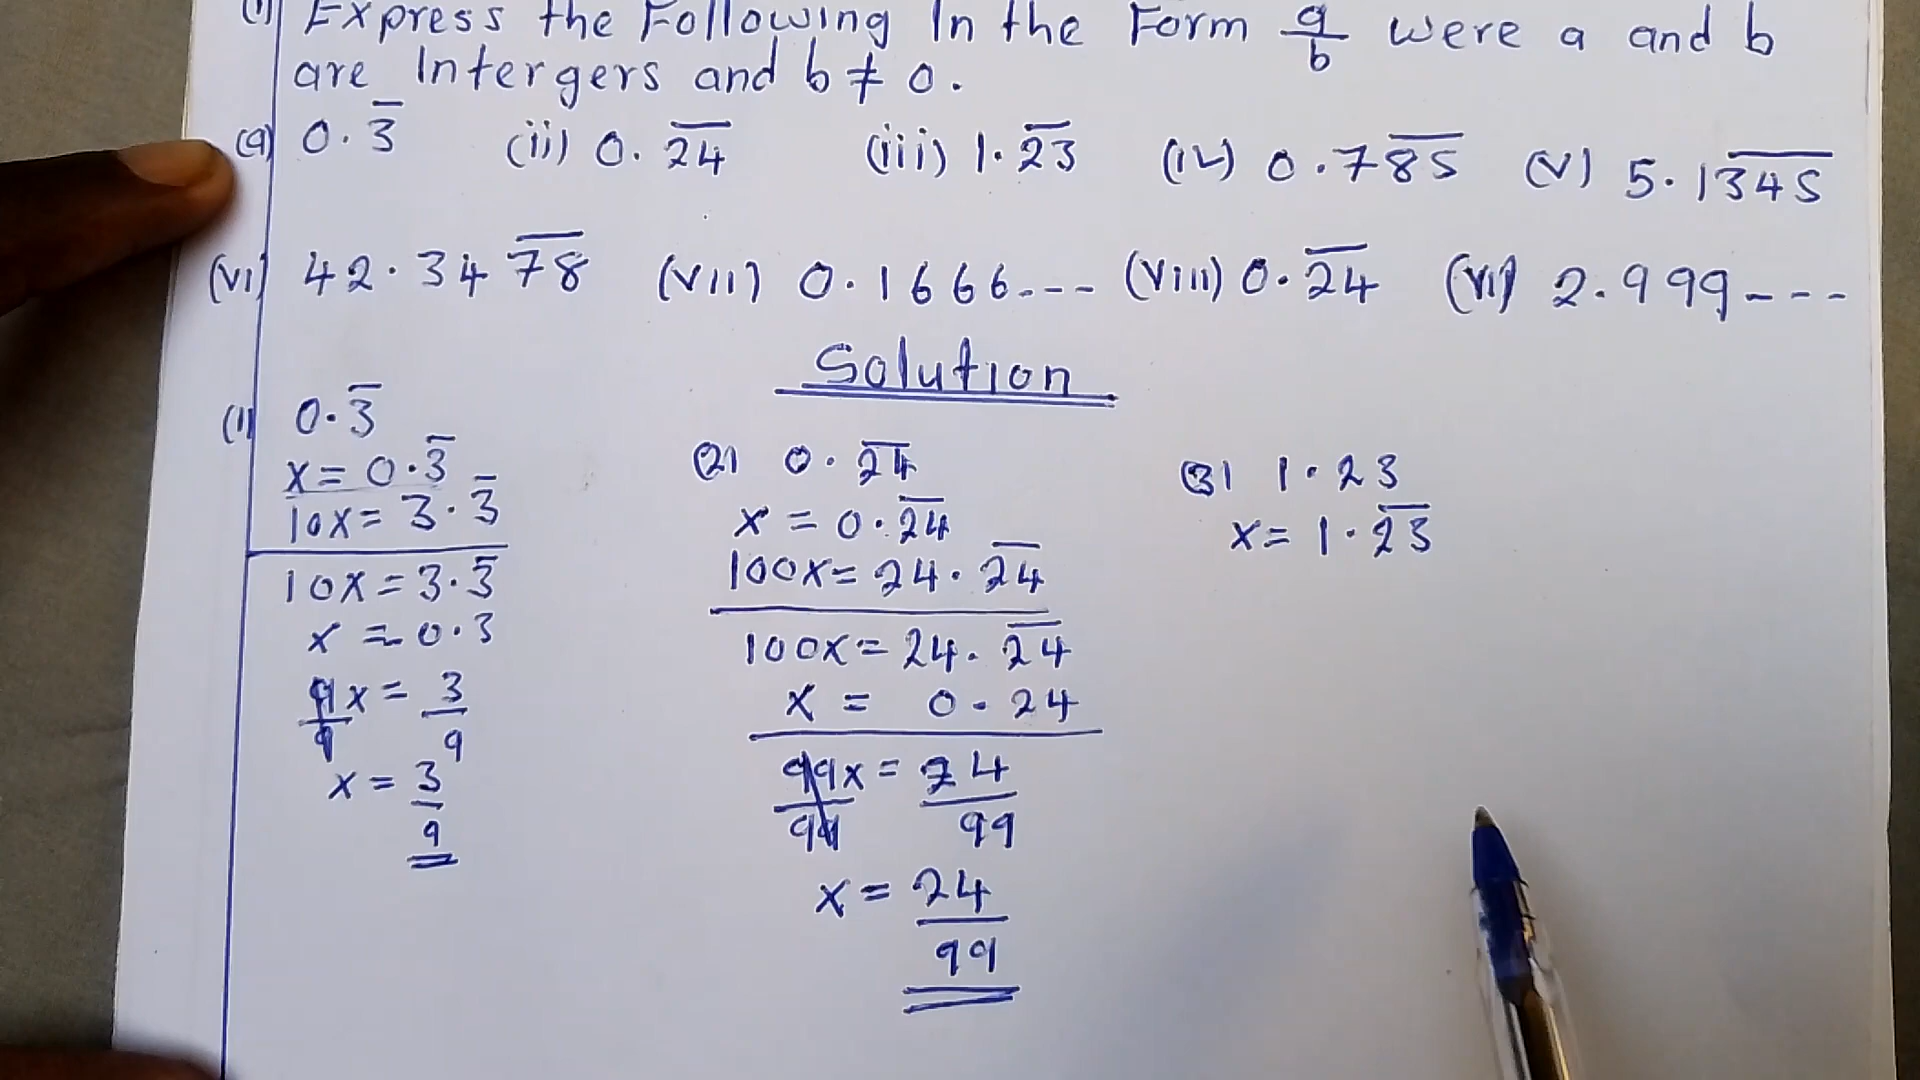 (1) Express the Following In the Form a/b were a and b
are Intergers and b ≠ 0.
(a) 0.3̅ (ii) 0.2̅4̅ (iii) 1.2̅3̅ (iv) 0.78̅5̅ (v) 5.13̅4̅5̅
(vi) 42.347̅8̅ (vii) 0.1666--- (viii) 0.2̅4̅ (vi) 2.999---
Solution
(1) 0.3̅
x = 0.3̅
10x = 3.3̅
10x = 3.3̅
x = 0.3
9x/9 = 3/9
x = 3/9
(2) 0.2̅4̅
x = 0.2̅4̅
100x = 24.2̅4̅
100x = 24.2̅4̅
x = 0.24
99x/99 = 24/99
x = 24/99
(3) 1.23
x = 1.2̅3̅